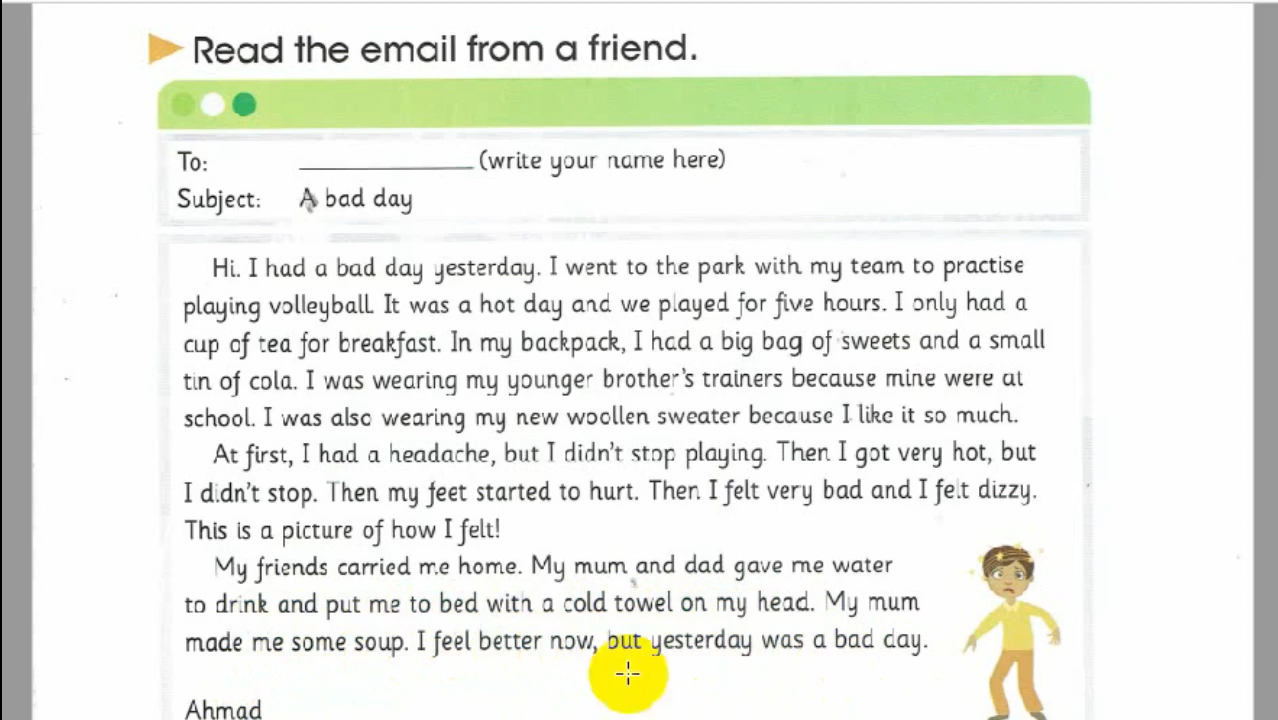 Read the email from a friend.
To: ______________ (write your name here)
Subject: A bad day
Hi. I had a bad day yesterday. I went to the park with my team to practise
playing volleyball. It was a hot day and we played for five hours. I only had a
cup of tea for breakfast. In my backpack, I had a big bag of sweets and a small
tin of cola. I was wearing my younger brother's trainers because mine were at
school. I was also wearing my new woollen sweater because I like it so much.
At first, I had a headache, but I didn't stop playing. Then I got very hot, but
I didn't stop. Then my feet started to hurt. Then I felt very bad and I felt dizzy.
This is a picture of how I felt!
My friends carried me home. My mum and dad gave me water
to drink and put me to bed with a cold towel on my head. My mum
made me some soup. I feel better now, but yesterday was a bad day.
Ahmad